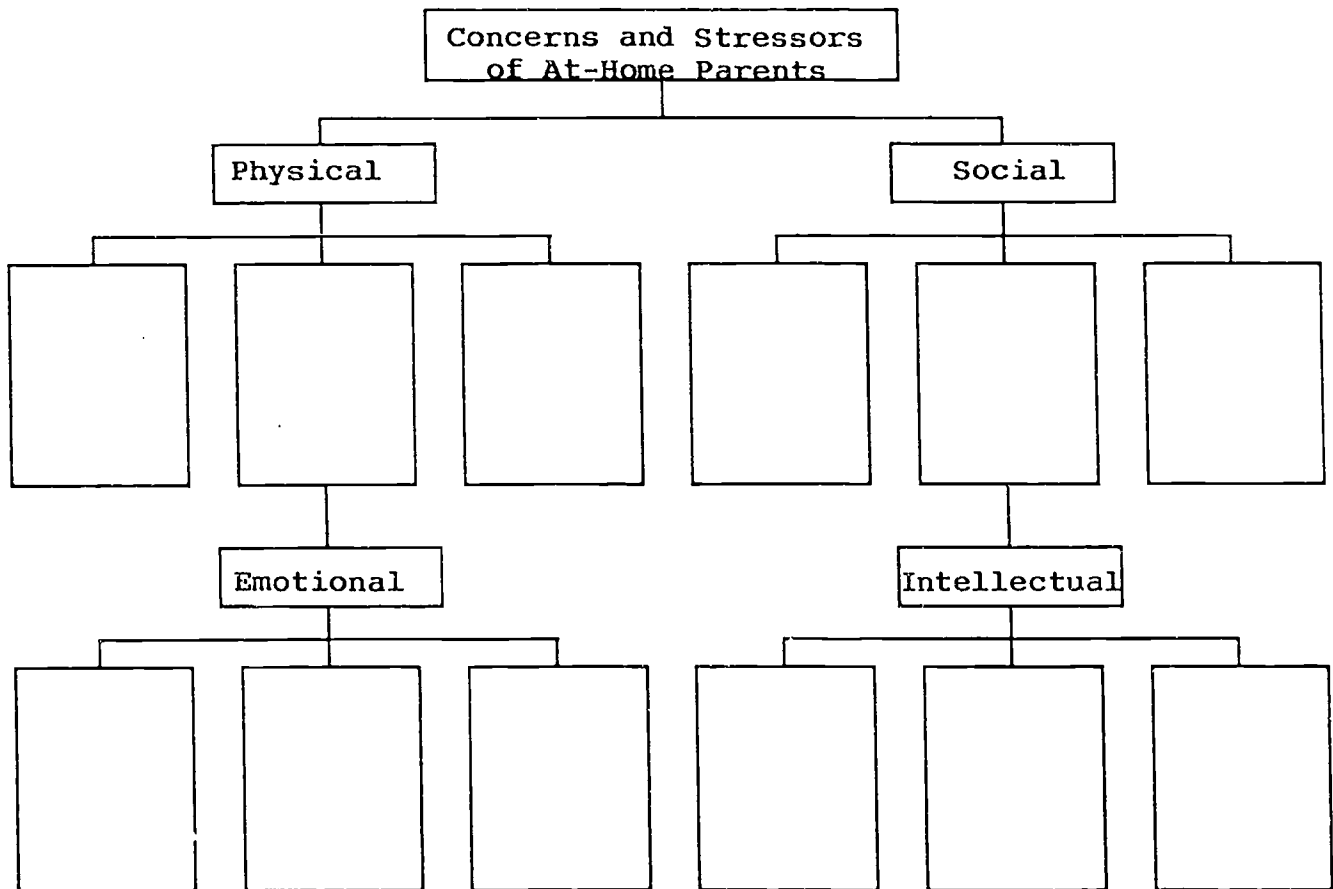 Concerns and Stressors
of At-Home Parents
Physical
Social
Emotional
Intellectual